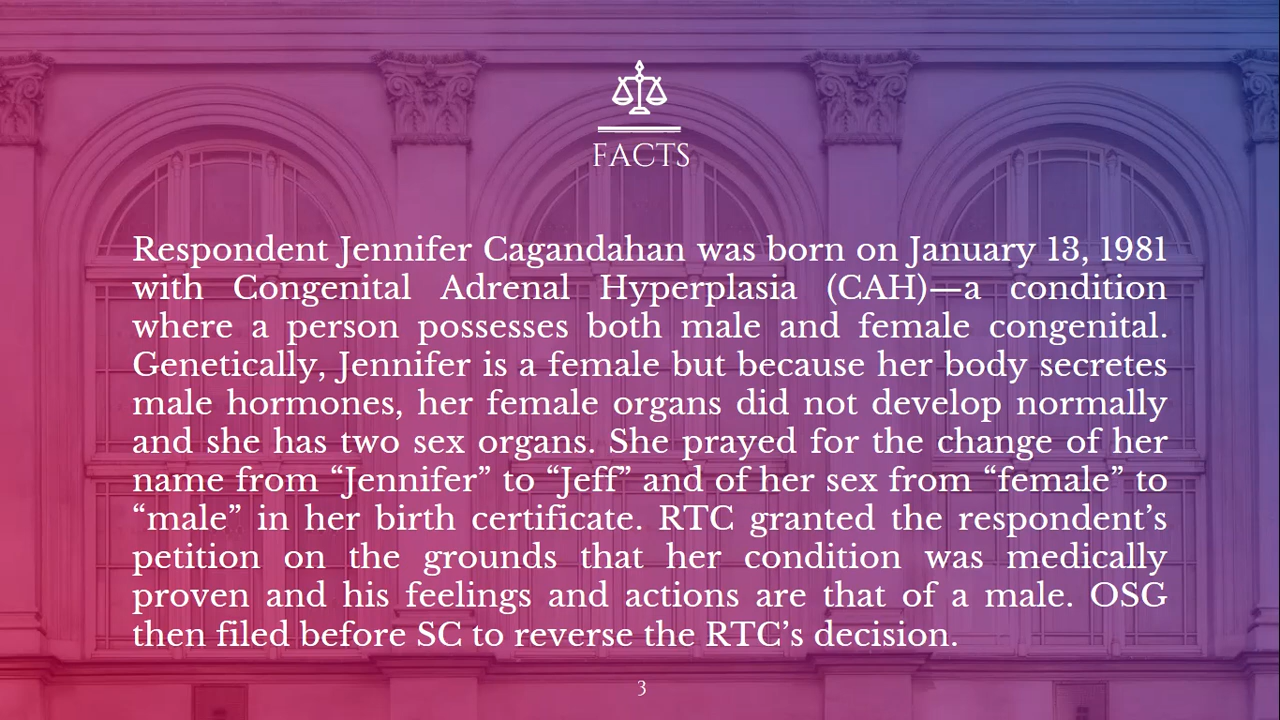 FACTS
Respondent Jennifer Cagandahan was born on January 13, 1981
with Congenital Adrenal Hyperplasia (CAH)—a condition
where a person possesses both male and female congenital.
Genetically, Jennifer is a female but because her body secretes
male hormones, her female organs did not develop normally
and she has two sex organs. She prayed for the change of her
name from “Jennifer” to “Jeff” and of her sex from “female” to
“male” in her birth certificate. RTC granted the respondent’s
petition on the grounds that her condition was medically
proven and his feelings and actions are that of a male. OSG
then filed before SC to reverse the RTC’s decision.
3